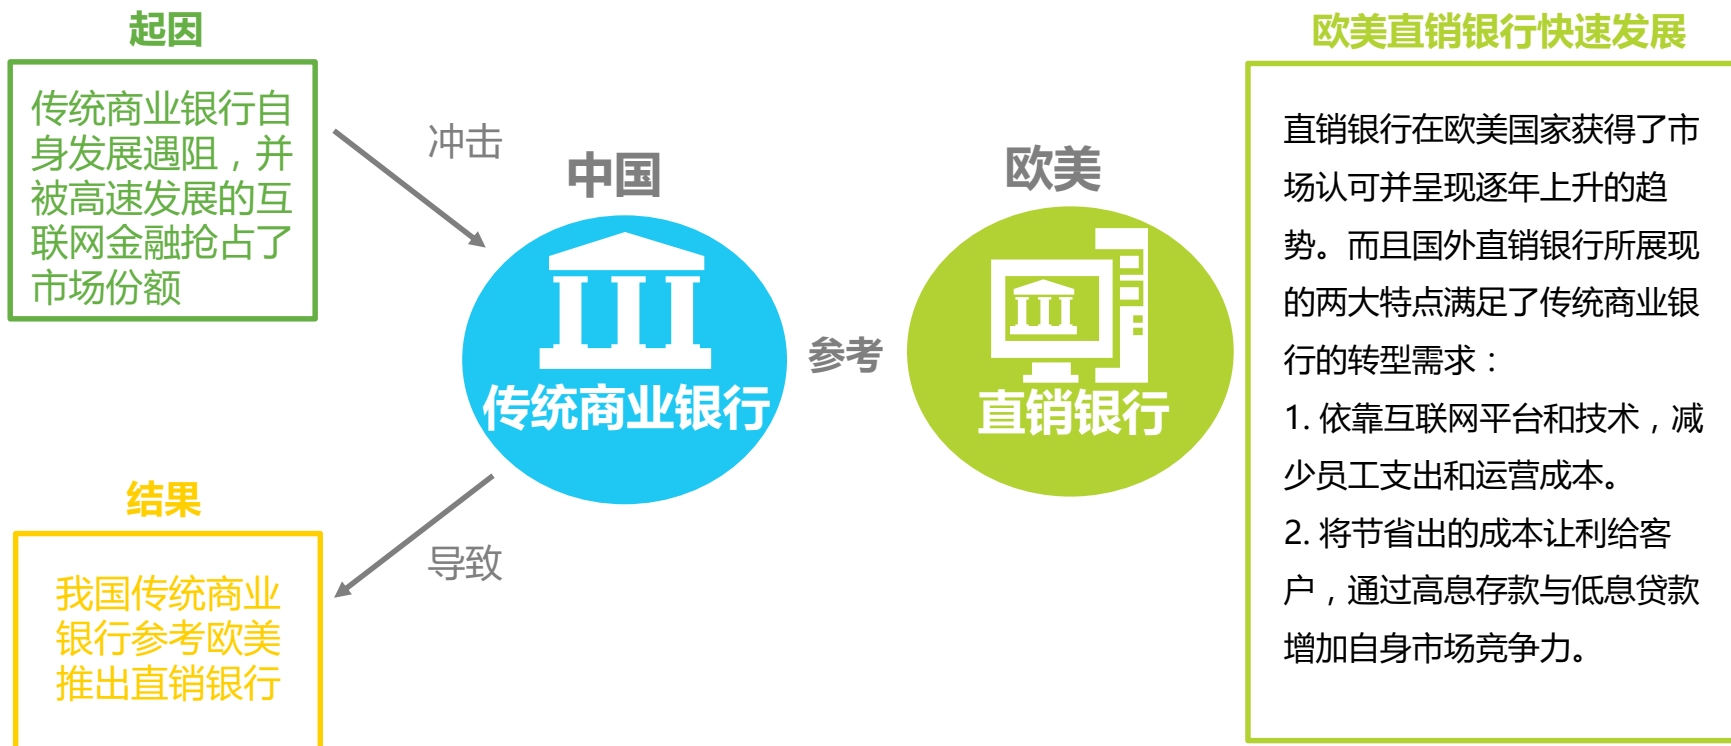 起因
传统商业银行自
身发展遇阻，并
被高速发展的互
联网金融抢占了
市场份额
冲击
中国
传统商业银行
导致
结果
我国传统商业
银行参考欧美
推出直销银行
参考
欧美
直销银行
欧美直销银行快速发展
直销银行在欧美国家获得了市
场认可并呈现逐年上升的趋
势。而且国外直销银行所展现
的两大特点满足了传统商业银
行的转型需求：
1. 依靠互联网平台和技术，减
少员工支出和运营成本。
2. 将节省出的成本让利给客
户，通过高息存款与低息贷款
增加自身市场竞争力。